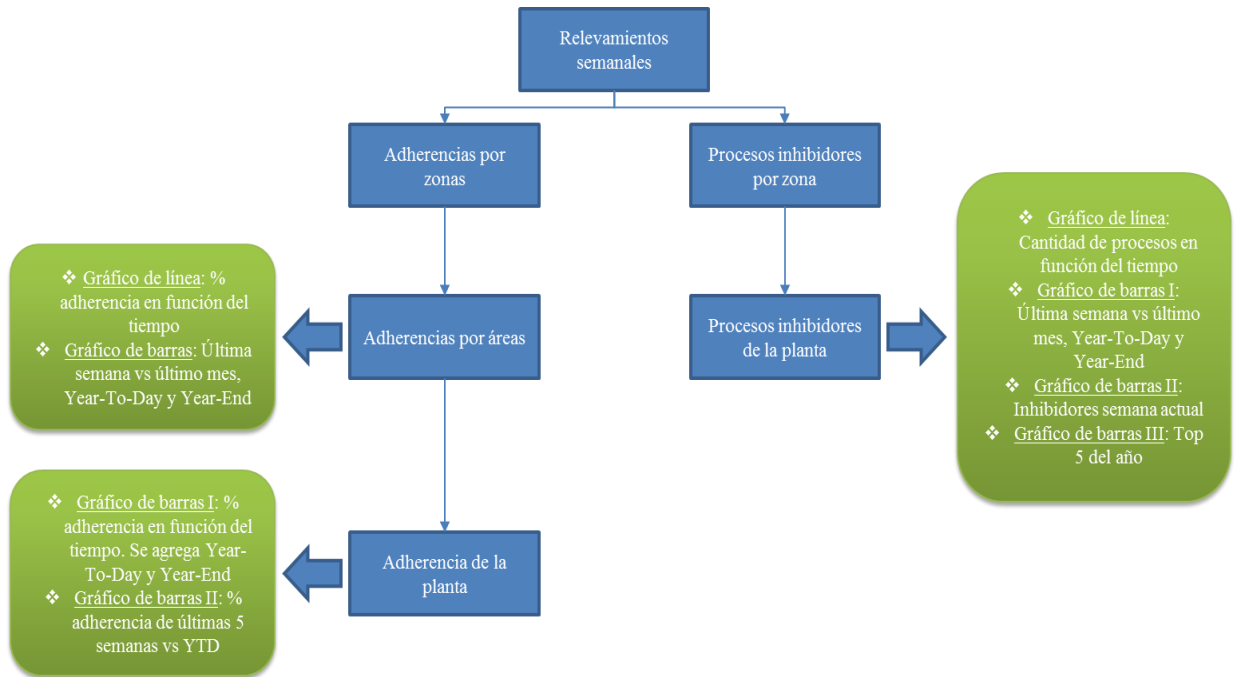 Relevamientos
semanales
Adherencias por
zonas
Procesos inhibidores
por zona
❖ Gráfico de línea: %
adherencia en función del
tiempo
❖ Gráfico de barras: Última
semana vs último mes,
Year-To-Day y Year-End
Adherencias por áreas
Procesos inhibidores
de la planta
❖ Gráfico de línea:
Cantidad de procesos en
función del tiempo
❖ Gráfico de barras I:
Última semana vs último
mes, Year-To-Day y
Year-End
❖ Gráfico de barras II:
Inhibidores semana actual
❖ Gráfico de barras III: Top
5 del año
❖ Gráfico de barras I: %
adherencia en función del
tiempo. Se agrega Year-
To-Day y Year-End
❖ Gráfico de barras II: %
adherencia de últimas 5
semanas vs YTD
Adherencia de la
planta